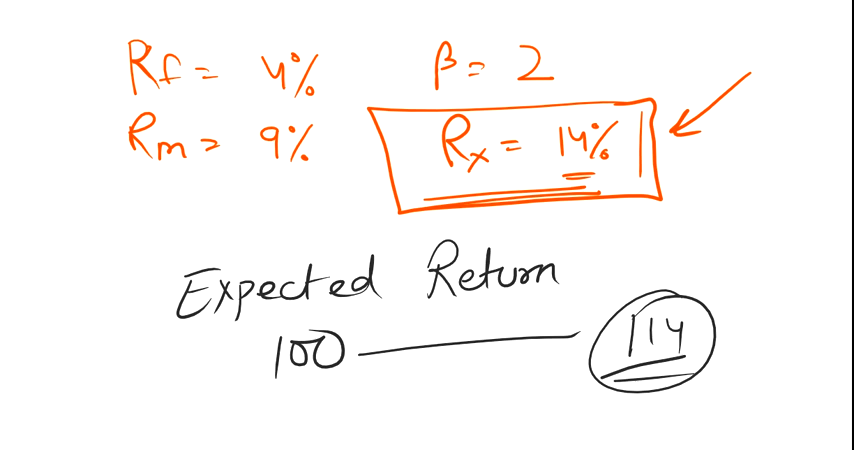 Rf = 4% β = 2
Rm = 9% Rx = 14%
Expected Return
100 — 114